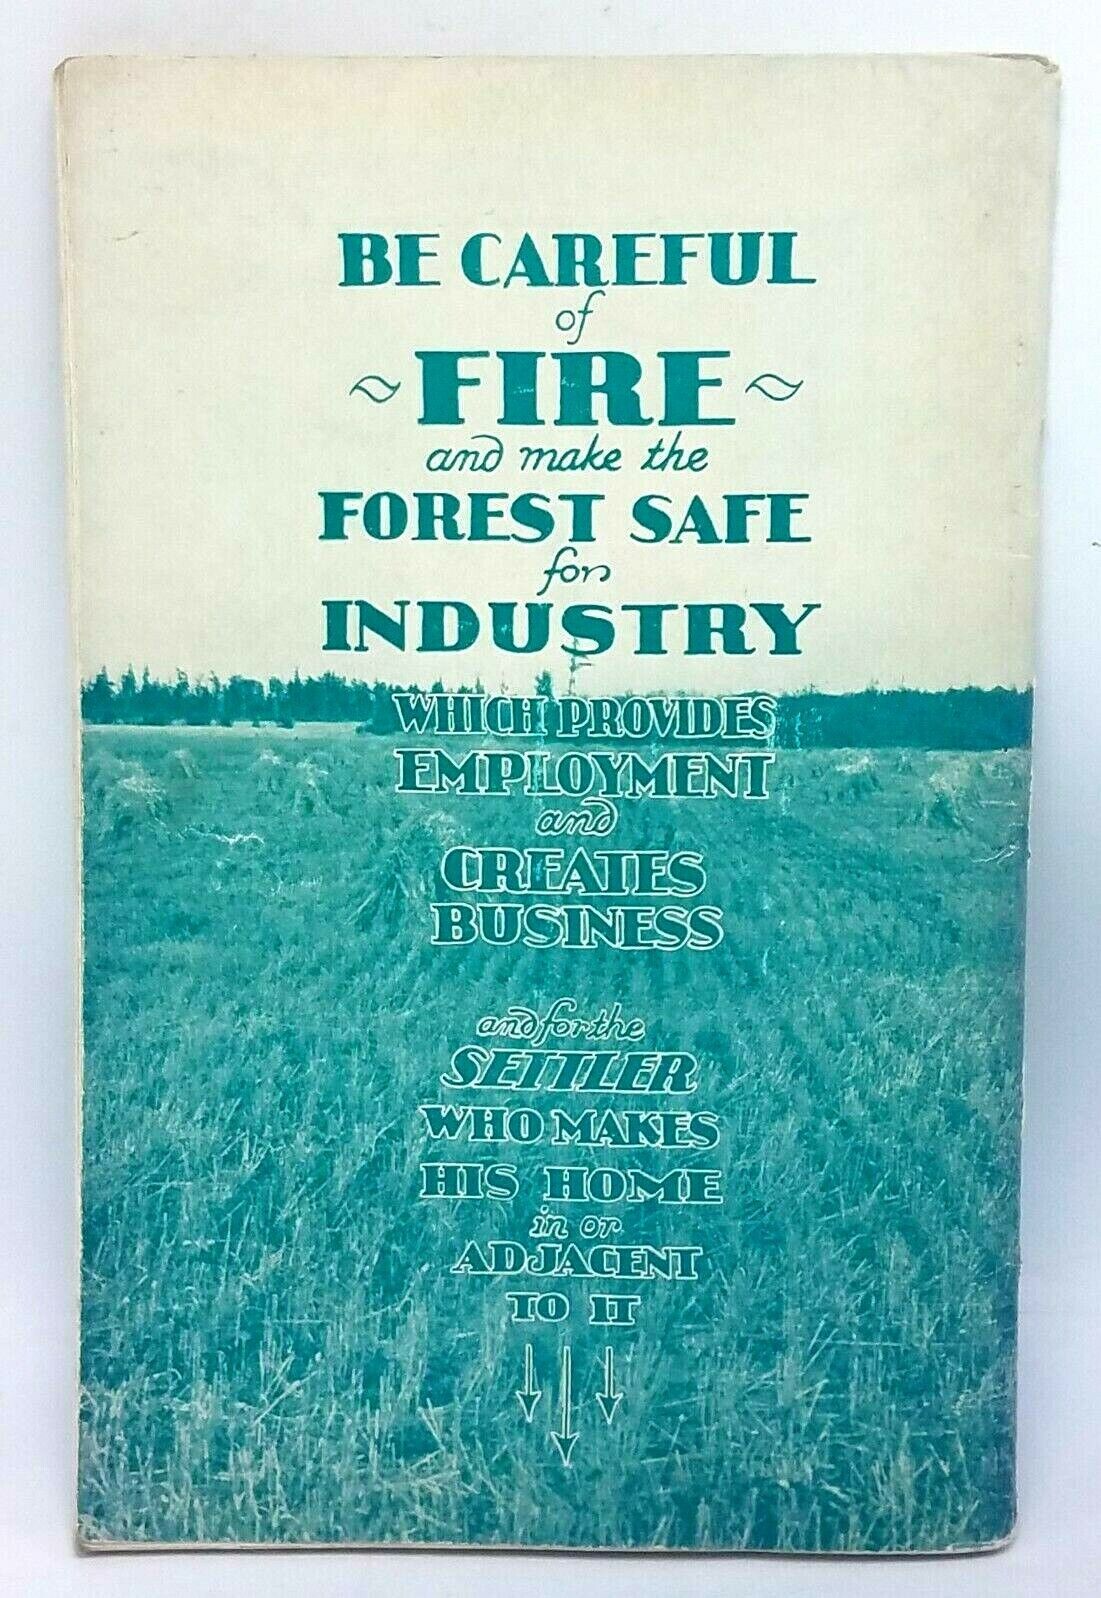 BE CAREFUL
of
~ FIRE ~
and make the
FOREST SAFE
for
INDUSTRY
WHICH PROVIDES
EMPLOYMENT
and
CREATES
BUSINESS
and for the
SETTLER
WHO MAKES
HIS HOME
in or
ADJACENT
TO IT